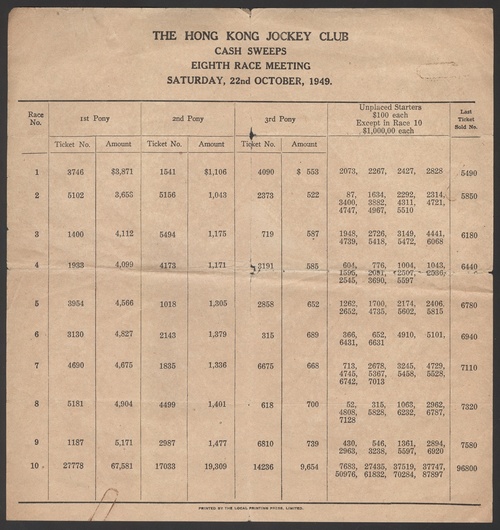 THE HONG KONG JOCKEY CLUB
CASH SWEEPS
EIGHTH RACE MEETING
SATURDAY, 22nd OCTOBER, 1949.
Race No. 1st Pony 2nd Pony 3rd Pony Unplaced Starters $100 each Except in Race 10 $1,000,00 each Last Ticket Sold No.
Ticket No. Amount Ticket No. Amount Ticket No. Amount
1 3746 $3,871 1541 $1,106 4090 $ 553 2073, 2267, 2427, 2828 5490
2 5102 3,653 5156 1,043 2373 522 87, 1634, 2292, 2314, 5850
3400, 3882, 4311, 4721,
4747, 4967, 5510
3 1400 4,112 5494 1,175 719 587 1948, 2726, 3149, 4441, 6180
4739, 5418, 5472, 6068
4 1933 4,099 4173 1,171 3191 585 604, 776, 1004, 1043, 6440
1595, 2081, 2507, 2536,
2545, 3690, 5597
5 3954 4,566 1018 1,305 2858 652 1262, 1700, 2174, 2406, 6780
2652, 4735, 5602, 5815
6 3130 4,827 2143 1,379 315 689 366, 652, 4910, 5101, 6940
6431, 6631
7 4690 4,675 1835 1,336 6675 668 713, 2678, 3245, 4729, 7110
4745, 5367, 5458, 5528,
6742, 7013
8 5181 4,904 4499 1,401 618 700 52, 315, 1063, 2962, 7320
4808, 5828, 6232, 6787,
7128
9 1187 5,171 2987 1,477 6810 739 430, 546, 1361, 2894, 7580
2963, 3238, 5597, 6920
10 27778 67,581 17033 19,309 14236 9,654 7683, 27435, 37519, 37747, 96800
50976, 61832, 70284, 87897
PRINTED BY THE LOCAL PRINTING PRESS, LIMITED.